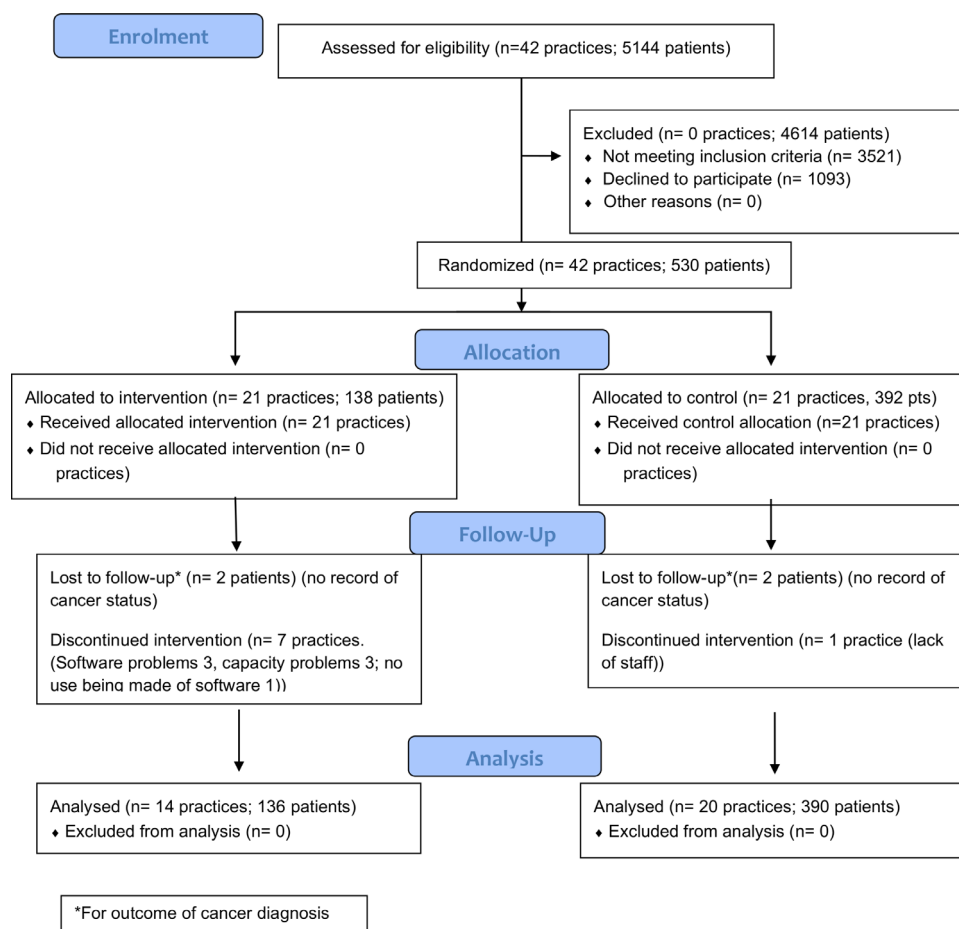 Enrolment
Assessed for eligibility (n=42 practices; 5144 patients)
Excluded (n= 0 practices; 4614 patients)
♦ Not meeting inclusion criteria (n= 3521)
♦ Declined to participate (n= 1093)
♦ Other reasons (n= 0)
Randomized (n= 42 practices; 530 patients)
Allocation
Allocated to intervention (n= 21 practices; 138 patients)
♦ Received allocated intervention (n= 21 practices)
♦ Did not receive allocated intervention (n= 0
practices)
Allocated to control (n= 21 practices, 392 pts)
♦ Received control allocation (n=21 practices)
♦ Did not receive allocated intervention (n= 0
practices)
Follow-Up
Lost to follow-up* (n= 2 patients) (no record of
cancer status)
Discontinued intervention (n= 7 practices.
(Software problems 3, capacity problems 3; no
use being made of software 1))
Lost to follow-up*(n= 2 patients) (no record of
cancer status)
Discontinued intervention (n= 1 practice (lack
of staff))
Analysis
Analysed (n= 14 practices; 136 patients)
♦ Excluded from analysis (n= 0)
Analysed (n= 20 practices; 390 patients)
♦ Excluded from analysis (n= 0)
*For outcome of cancer diagnosis